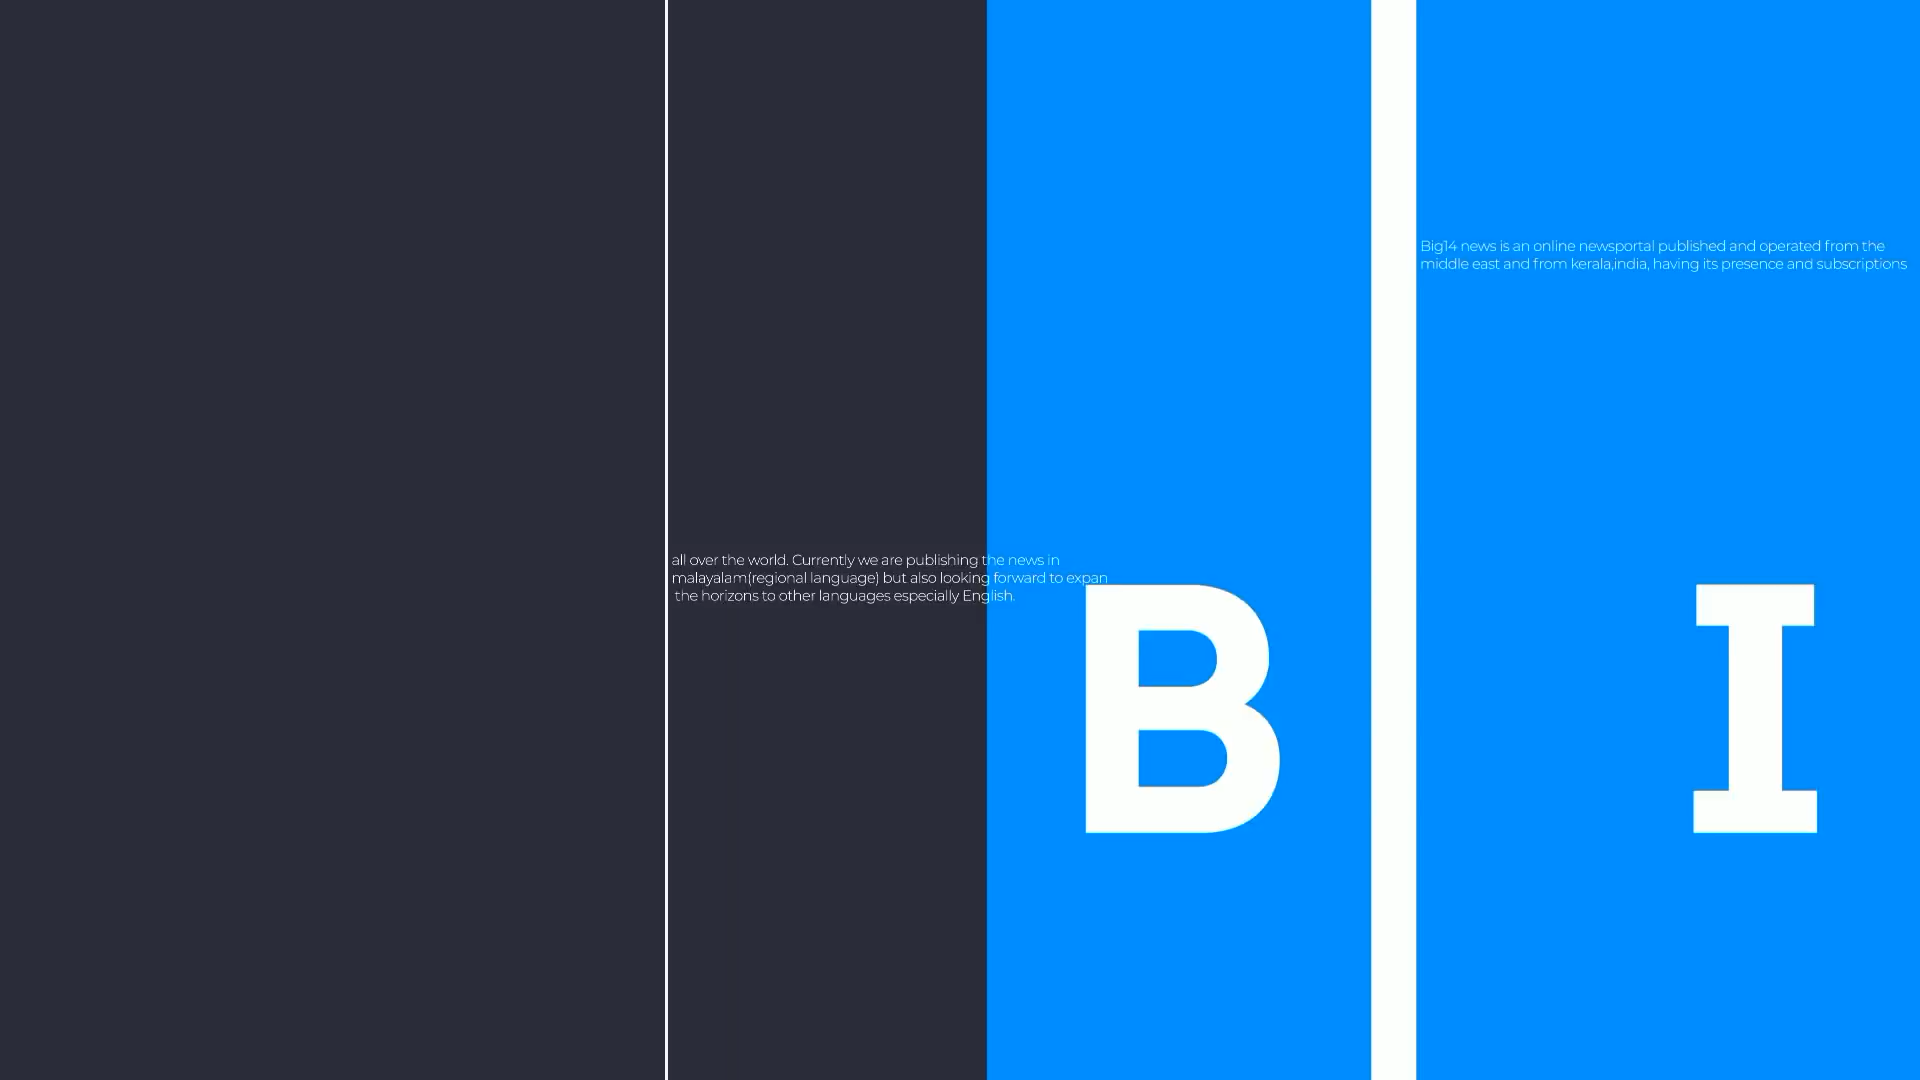 Big14 news is an online newsportal published and operated from the
middle east and from kerala,india, having its presence and subscriptions
all over the world. Currently we are publishing the news in
malayalam(regional language) but also looking forward to expan
the horizons to other languages especially English.
B I